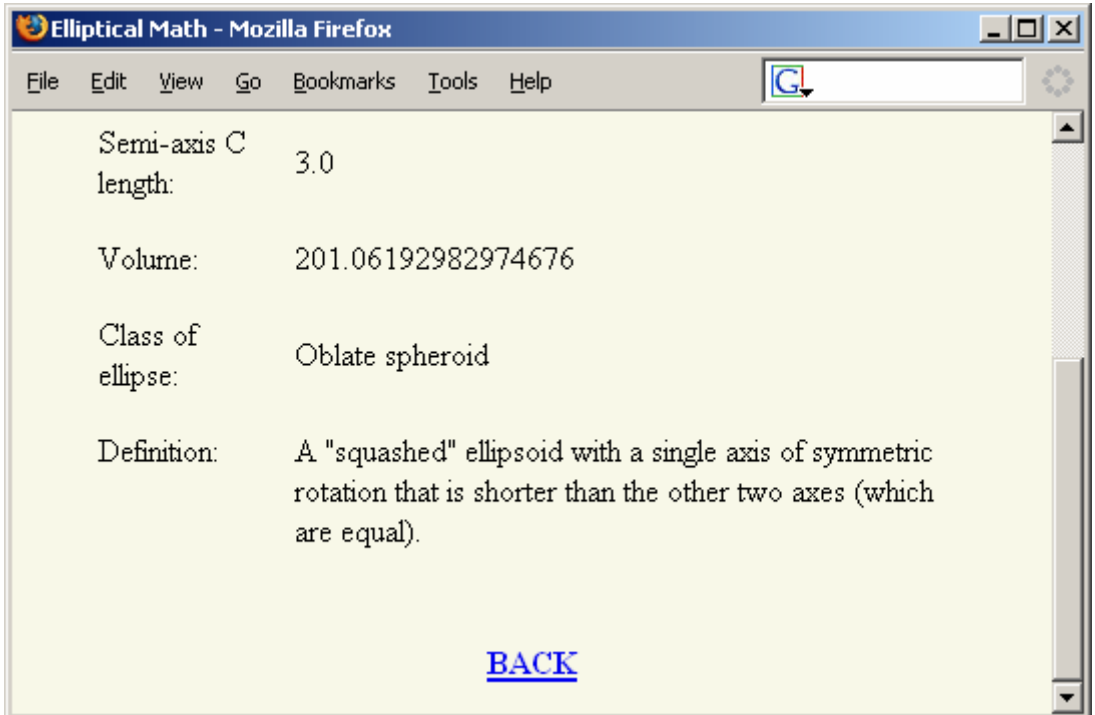 Elliptical Math - Mozilla Firefox
File Edit View Go Bookmarks Tools Help
G
Semi-axis C
length:
3.0
Volume: 201.06192982974676
Class of
ellipse:
Oblate spheroid
Definition: A "squashed" ellipsoid with a single axis of symmetric
rotation that is shorter than the other two axes (which
are equal).
BACK